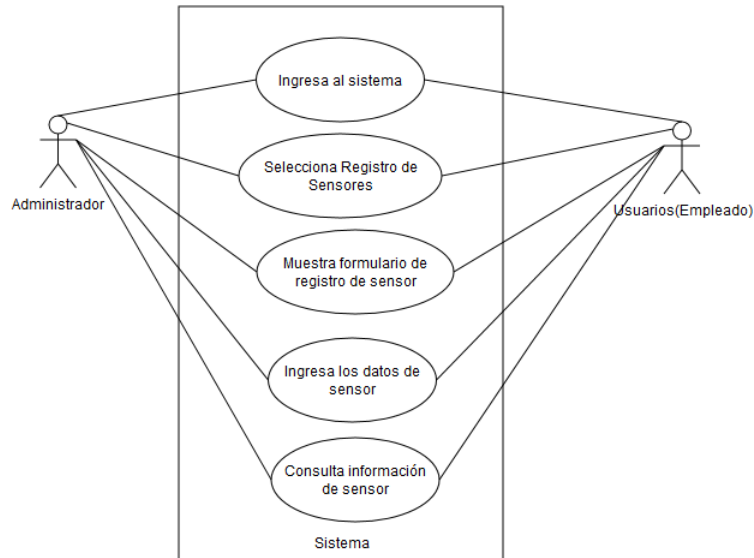 Ingresa al sistema
Selecciona Registro de
Sensores
Administrador
Usuarios(Empleado)
Muestra formulario de
registro de sensor
Ingresa los datos de
sensor
Consulta información
de sensor
Sistema